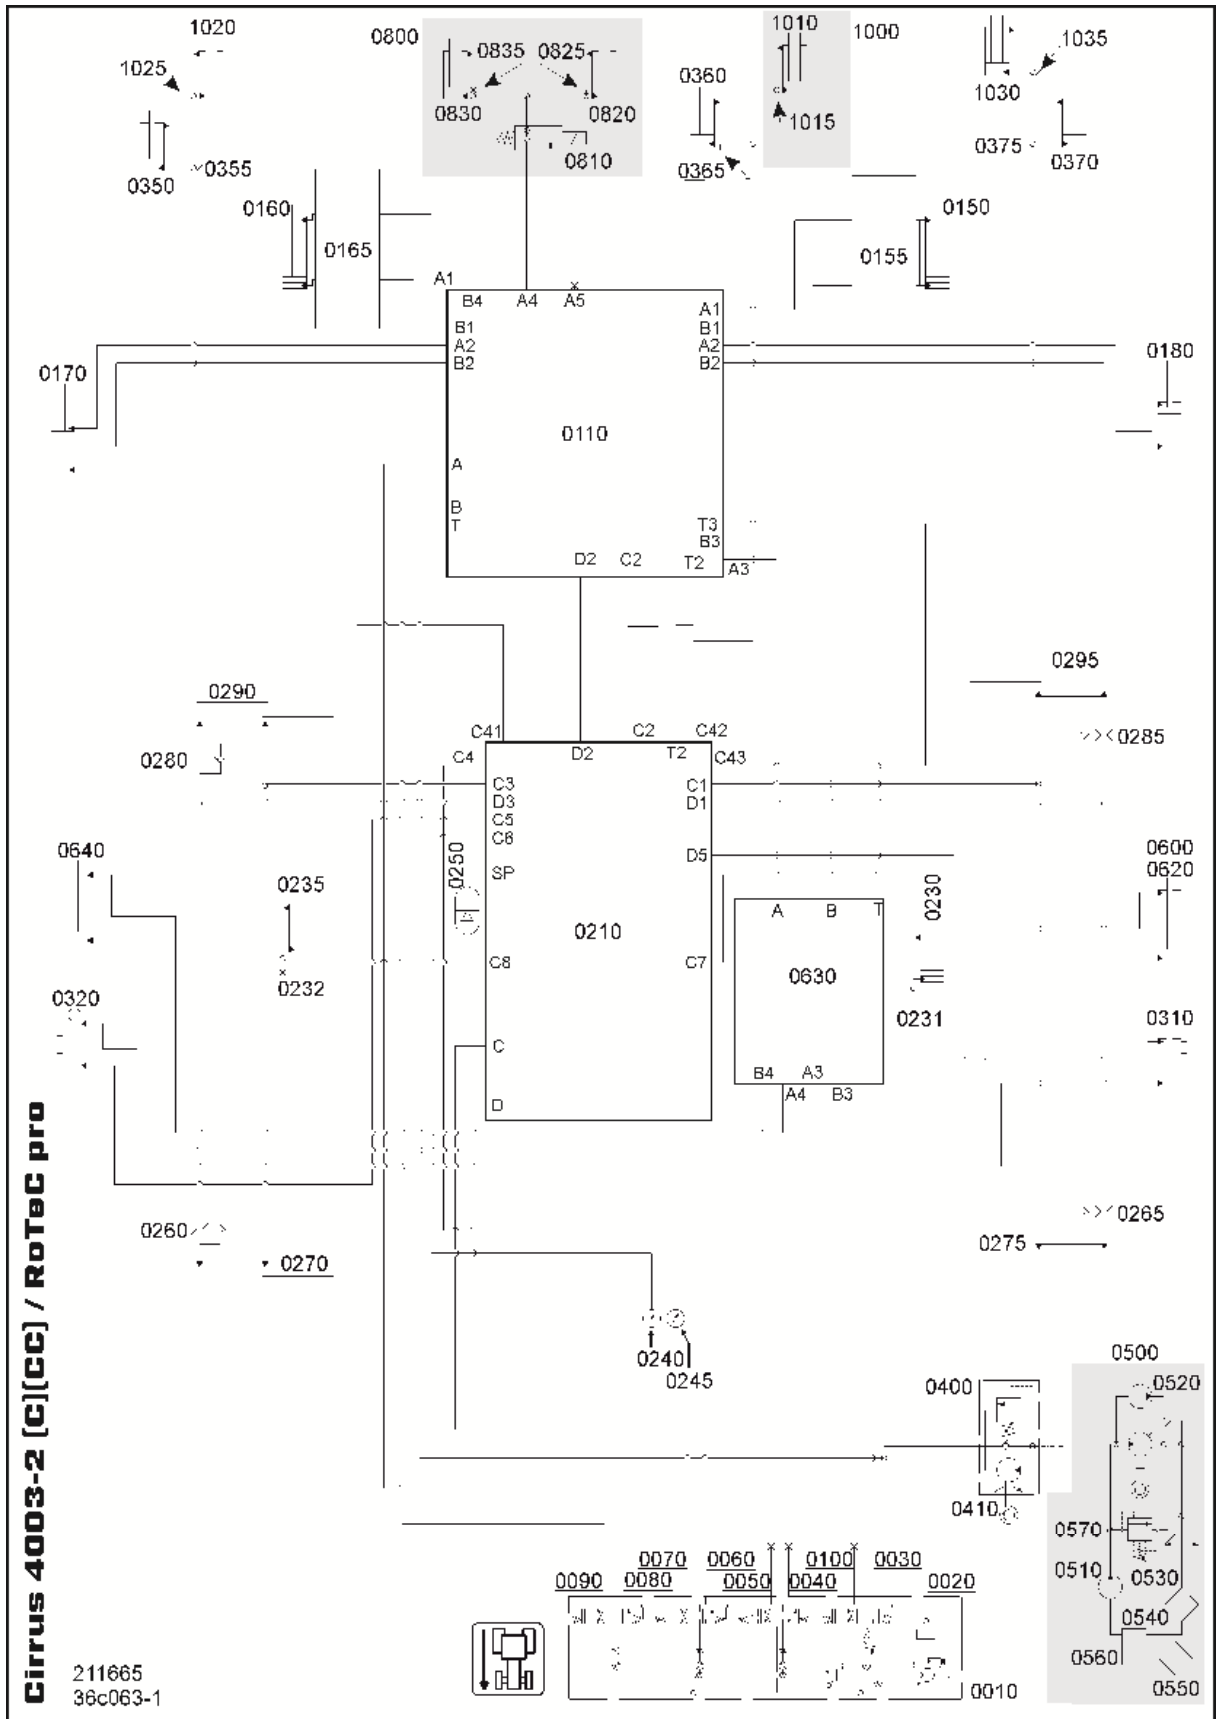 1020
0800
0835
0825
1010
1000
1035
1025
0360
0830
0820
1030
1015
0355
0810
0365
0375
0370
0350
0160
0150
0165
0155
A1
B4
A4
A5
A1
B1
B1
A2
A2
B2
B2
0170
0180
0110
A
B
T
T3
B3
D2
C2
T2
A3
0295
0290
C41
C2
C42
0285
0280
C4
D2
T2
C43
C3
C1
D3
D1
C5
C6
0640
0250
D5
0600
0620
0235
SP
0230
A
B
T
0210
C8
C7
0630
0232
0320
0231
0310
C
B4
A3
A4
B3
D
0260
0265
0275
0270
0240
0245
0500
0400
0520
0410
0570
0510
0530
0070
0060
0100
0030
0090
0080
0050
0040
0020
0540
0560
0550
0010
Cirrus 4003-2 [C][CC] / RoTeC pro
211665
36c063-1